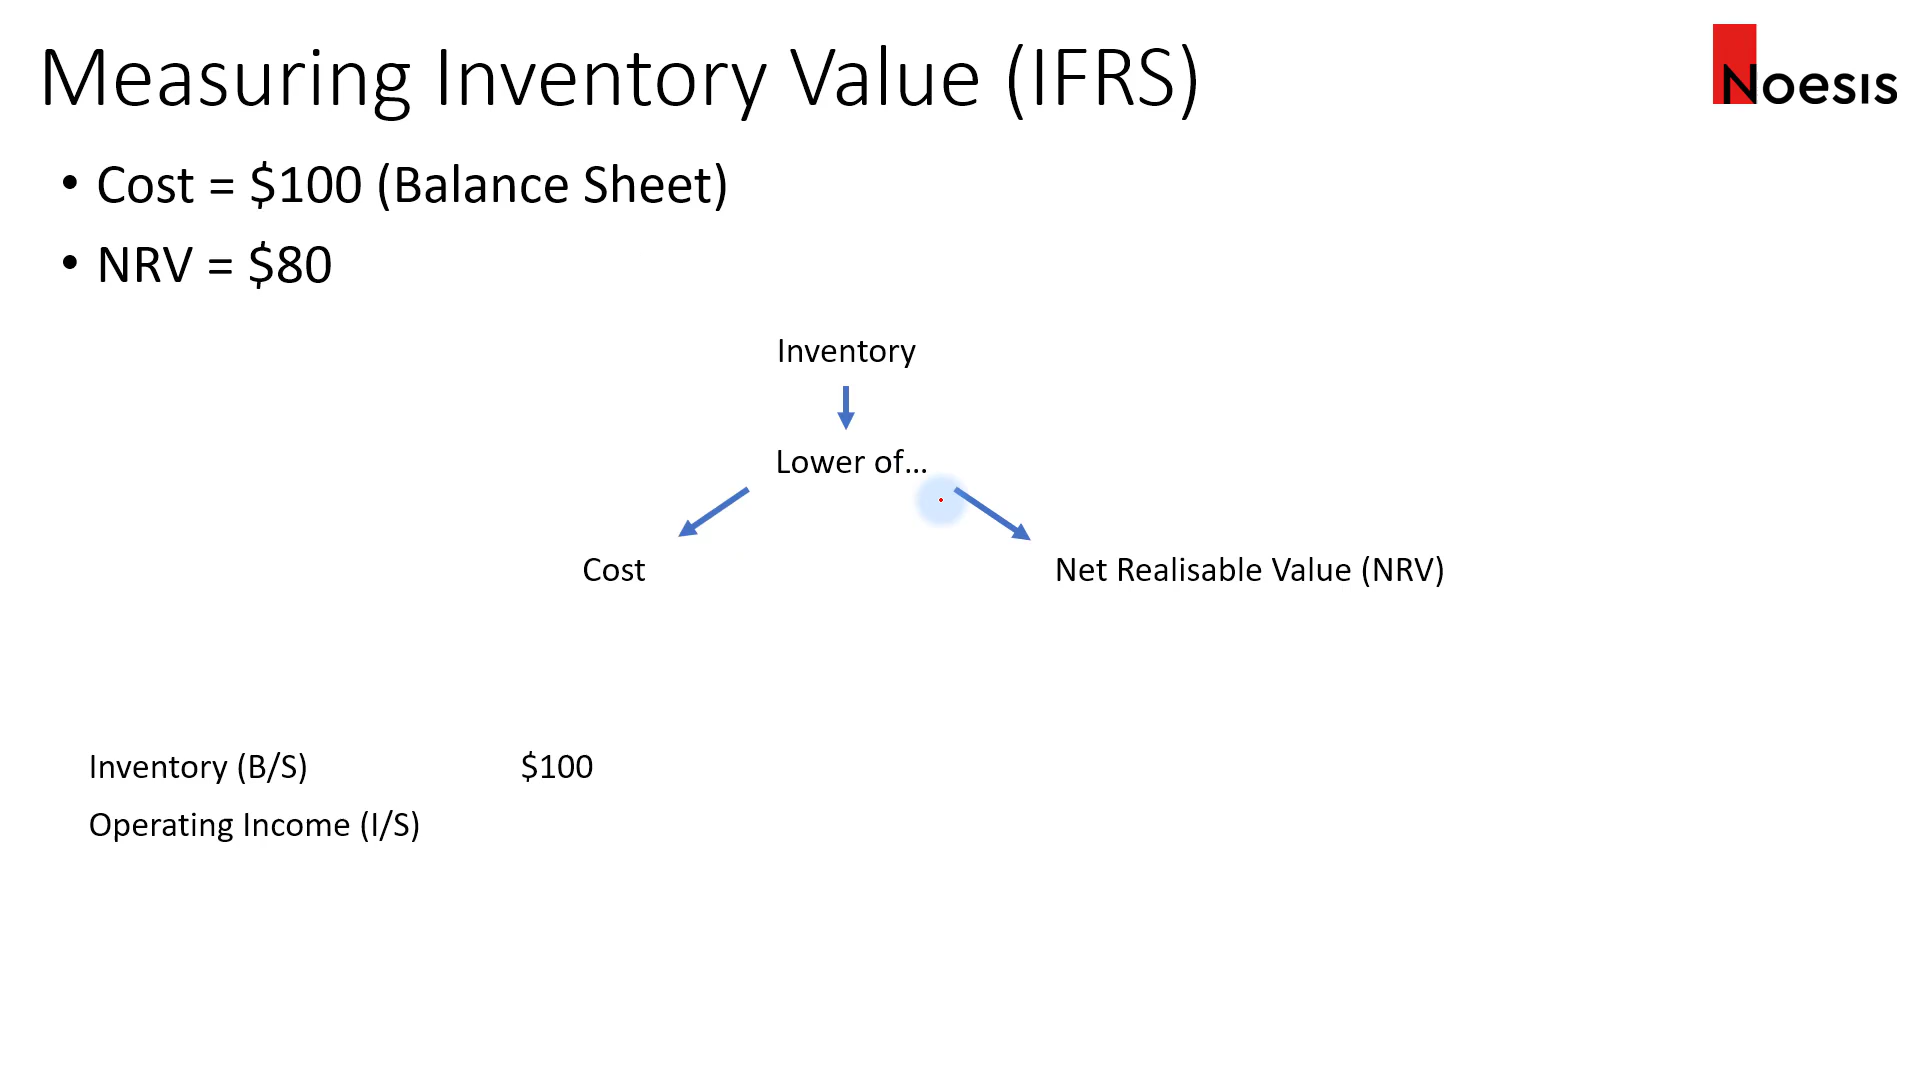 Measuring Inventory Value (IFRS)
Noesis
• Cost = $100 (Balance Sheet)
• NRV = $80
Inventory
Lower of...
Cost
Net Realisable Value (NRV)
Inventory (B/S) $100
Operating Income (I/S)